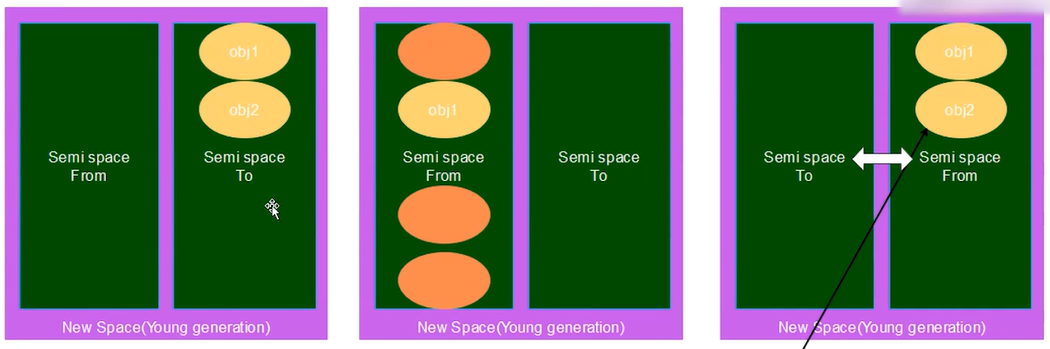 obj1
obj2
Semi space
From
Semi space
To
New Space(Young generation)
obj1
Semi space
From
Semi space
To
New Space(Young generation)
obj1
obj2
Semi space
To
Semi space
From
New Space(Young generation)